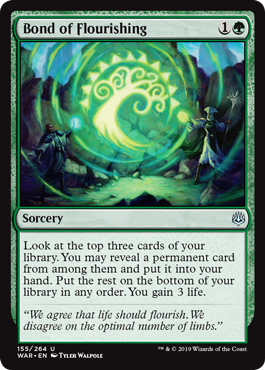 Bond of Flourishing 1
Sorcery
Look at the top three cards of your
library. You may reveal a permanent card
from among them and put it into your
hand. Put the rest on the bottom of your
library in any order. You gain 3 life.
“We agree that life should flourish. We
disagree on the optimal number of limbs.”
155/264 U
WAR • EN Tyler Walpole
™ & © 2019 Wizards of the Coast